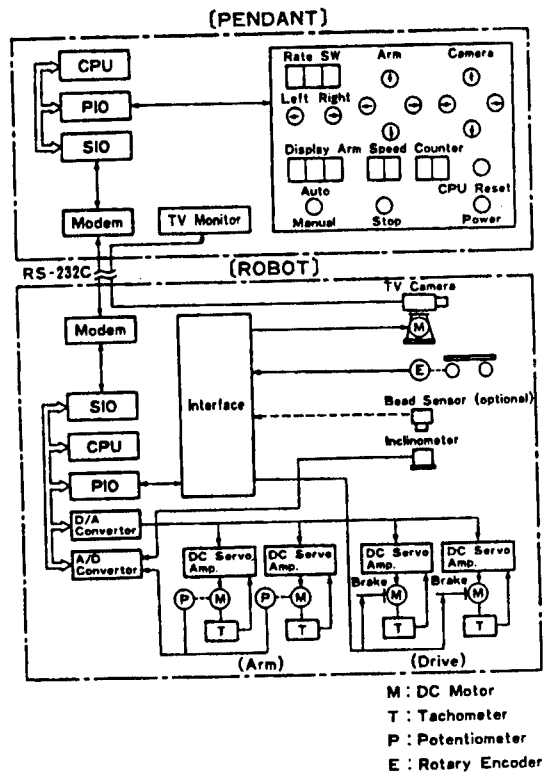 [PENDANT]
CPU
PIO
SIO
Modem
TV Monitor
Rate SW
Arm
Camera
Left Right
Display Arm Speed Counter
CPU Reset
Auto
Manual
Stop
Power
RS-232C
[ROBOT]
TV Camera
M
Modem
Interface
E
Bead Sensor (optional)
Inclinometer
SIO
CPU
PIO
D/A
Convertor
A/D
Convertor
DC Servo
Amp.
DC Servo
Amp.
DC Servo
Amp.
DC Servo
Amp.
Brake
Brake
P
M
P
M
M
M
T
T
T
T
(Arm)
(Drive)
M : DC Motor
T : Tachometer
P : Potentiometer
E : Rotary Encoder